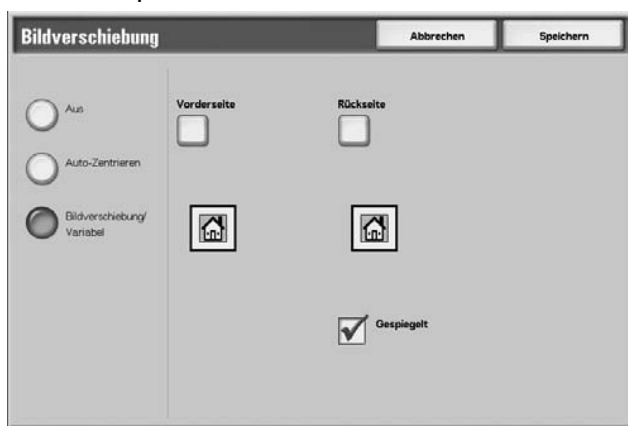 Bildverschiebung
Abbrechen
Speichern
Aus
Auto-Zentrieren
Bildverschiebung/
Variabel
Vorderseite
Rückseite
Gespiegelt